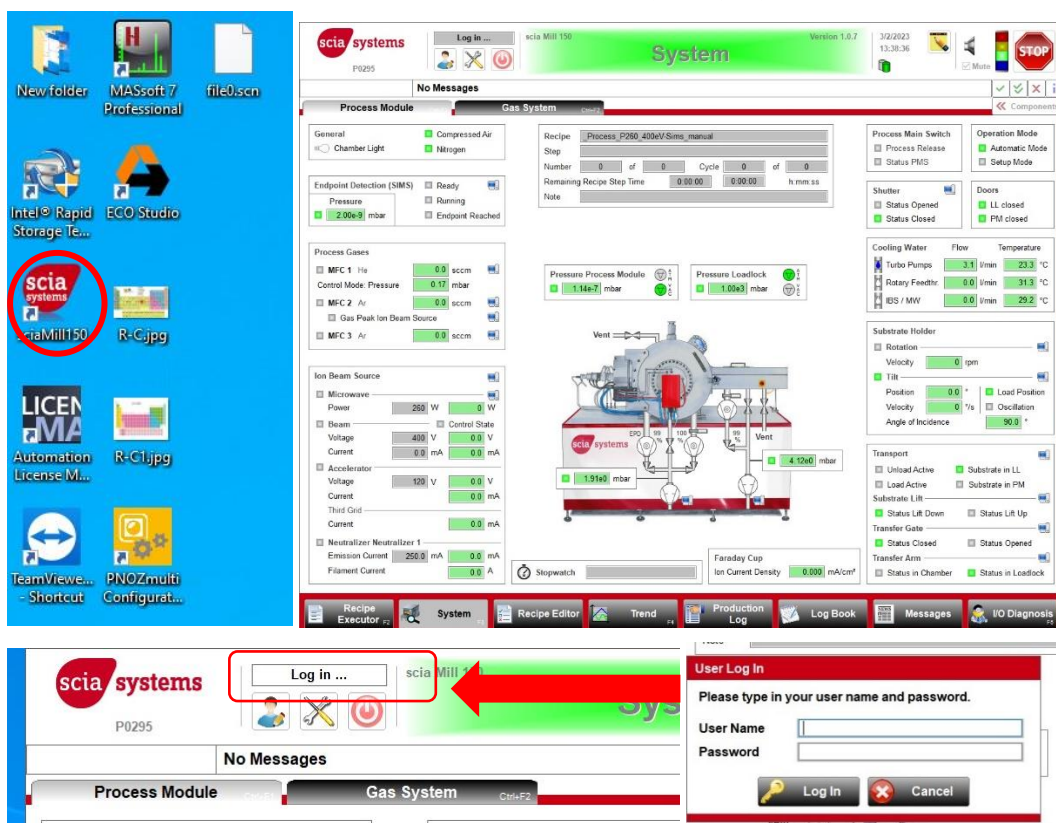 New folder
MASsoft 7
Professional
file0.scn
Intel® Rapid
Storage Te...
ECO Studio
scia
systems
sciaMill150
R-C.jpg
LICEN
MA
Automation
License M...
R-C1.jpg
TeamViewe...
- Shortcut
PNOZmulti
Configurat...
scia systems
P0295
Log in ...
scia Mill 150
System
Version 1.0.7
3/2/2023
13:38:36
Mute
STOP
No Messages
Process Module
Gas System Ctrl+F2
Components
General
Chamber Light
Compressed Air
Nitrogen
Endpoint Detection (SIMS)
Pressure
2.00e-9 mbar
Ready
Running
Endpoint Reached
Process Gases
MFC 1 He 0.0 sccm
Control Mode: Pressure 0.17 mbar
MFC 2 Ar 0.0 sccm
Gas Peak Ion Beam Source
MFC 3 Ar 0.0 sccm
Ion Beam Source
Microwave
Power 260 W 0 W
Beam Control State
Voltage 400 V 0.0 V
Current 0.0 mA 0.0 mA
Accelerator
Voltage 120 V 0.0 V
Current 0.0 mA
Third Grid
Current 0.0 mA
Neutralizer Neutralizer 1
Emission Current 250.0 mA 0.0 mA
Filament Current 0.0 A
Recipe _Process_P260_400eV-Sims_manual
Step
Number 0 of 0 Cycle 0 of 0
Remaining Recipe Step Time 0:00:00 0:00:00 h:mm:ss
Note
Pressure Process Module
1.14e-7 mbar
Pressure Loadlock
1.00e3 mbar
Vent
scia systems
EPD 99 % 100 % 99 % Vent
1.91e0 mbar
4.12e0 mbar
Stopwatch
Faraday Cup
Ion Current Density 0.000 mA/cm²
Process Main Switch
Process Release
Status PMS
Operation Mode
Automatic Mode
Setup Mode
Shutter
Status Opened
Status Closed
Doors
LL closed
PM closed
Cooling Water Flow Temperature
Turbo Pumps 3.1 l/min 23.3 °C
Rotary Feedthr. 0.0 l/min 31.3 °C
IBS / MW 0.0 l/min 29.2 °C
Substrate Holder
Rotation
Velocity 0 rpm
Tilt
Position 0.0 ° Load Position
Velocity 0 °/s Oscillation
Angle of Incidence 90.0 °
Transport
Unload Active Substrate in LL
Load Active Substrate in PM
Substrate Lift
Status Lift Down Status Lift Up
Transfer Gate
Status Closed Status Opened
Transfer Arm
Status in Chamber Status in Loadlock
Recipe
Executor F2
System F3
Recipe Editor
Trend F4
Production
Log
Log Book
Messages
I/O Diagnosis
scia systems
P0295
Log in ...
scia Mill 150
Sys
No Messages
Process Module Ctrl+F1
Gas System Ctrl+F2
User Log In
Please type in your user name and password.
User Name
Password
Log In
Cancel